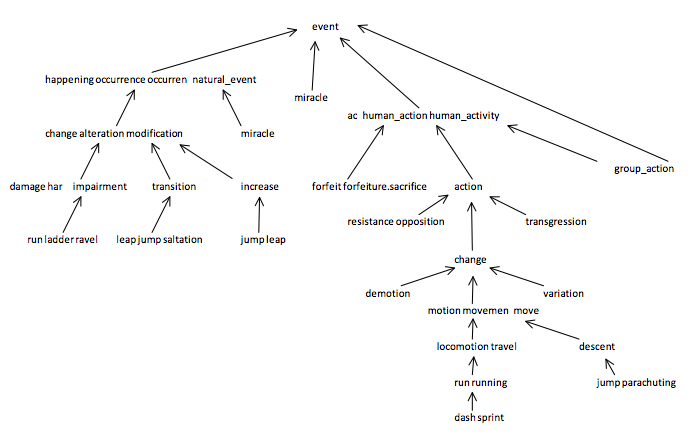 event
happening occurrence occurren natural_event
miracle
ac human_action human_activity
change alteration modification
miracle
group_action
damage har impairment
transition
increase
forfeit forfeiture.sacrifice
action
resistance opposition
transgression
run ladder ravel
leap jump saltation
jump leap
change
demotion
variation
motion movemen move
locomotion travel
descent
run running
jump parachuting
dash sprint